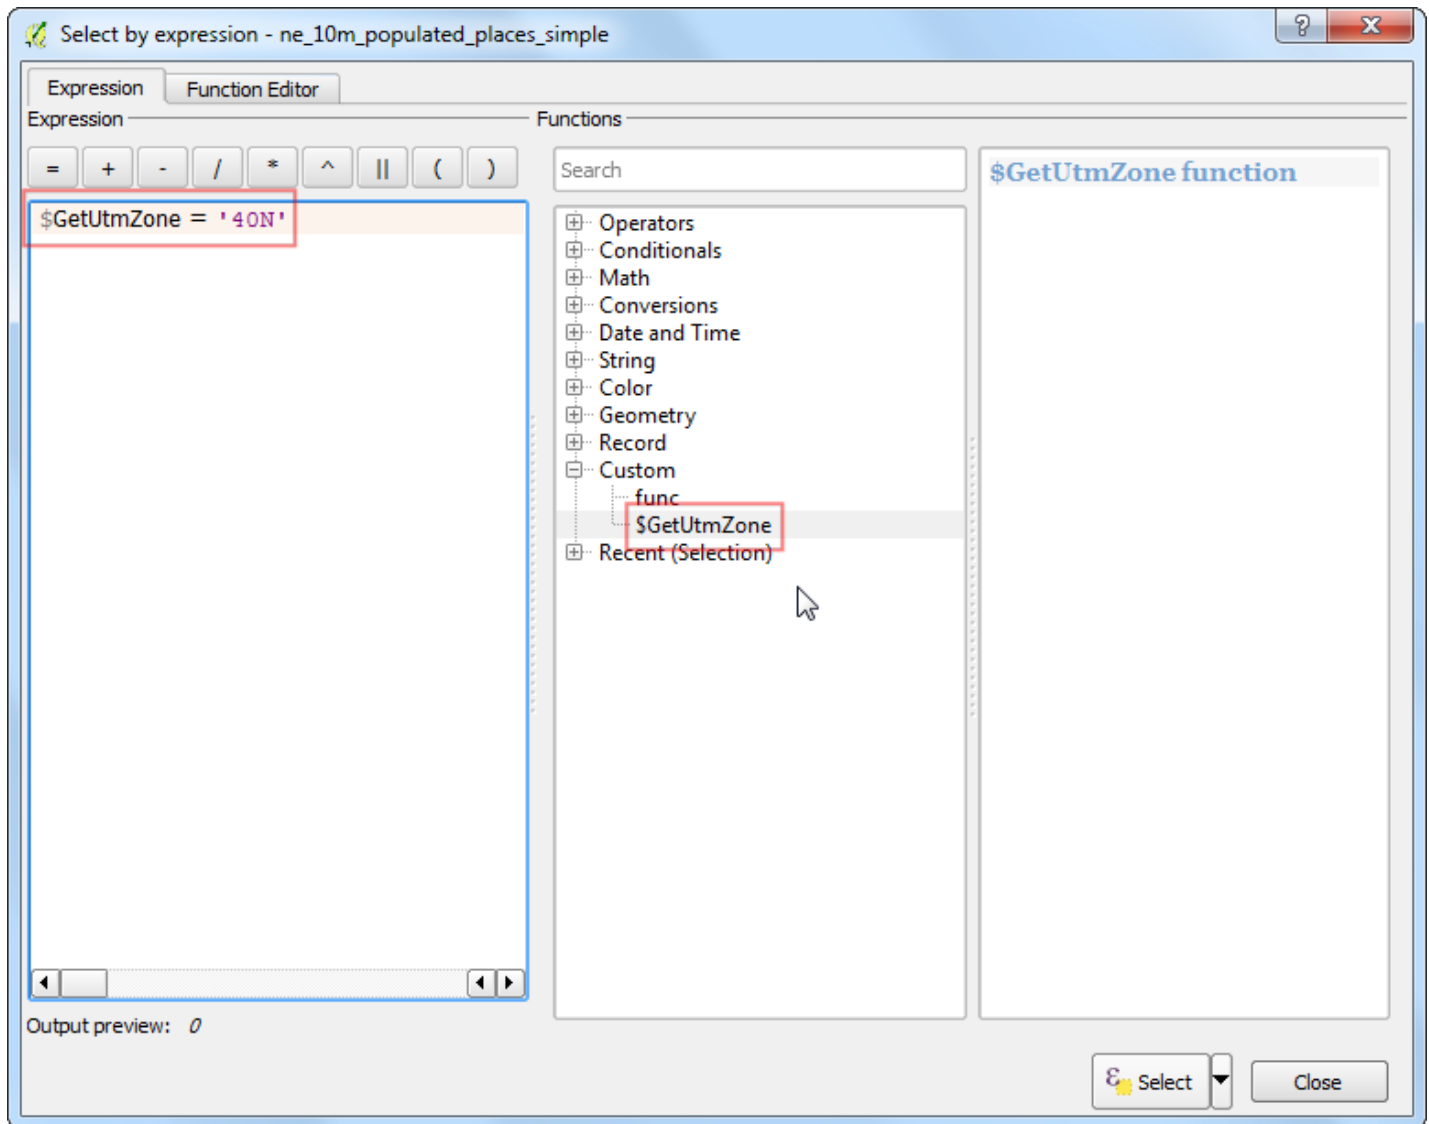 Select by expression - ne_10m_populated_places_simple
?
X
Expression
Function Editor
Expression
Functions
= + - / * ^ || ( )
Search
$GetUtmZone function
$GetUtmZone = '40N'
Operators
Conditionals
Math
Conversions
Date and Time
String
Color
Geometry
Record
Custom
func
$GetUtmZone
Recent (Selection)
Output preview: 0
ε Select
Close